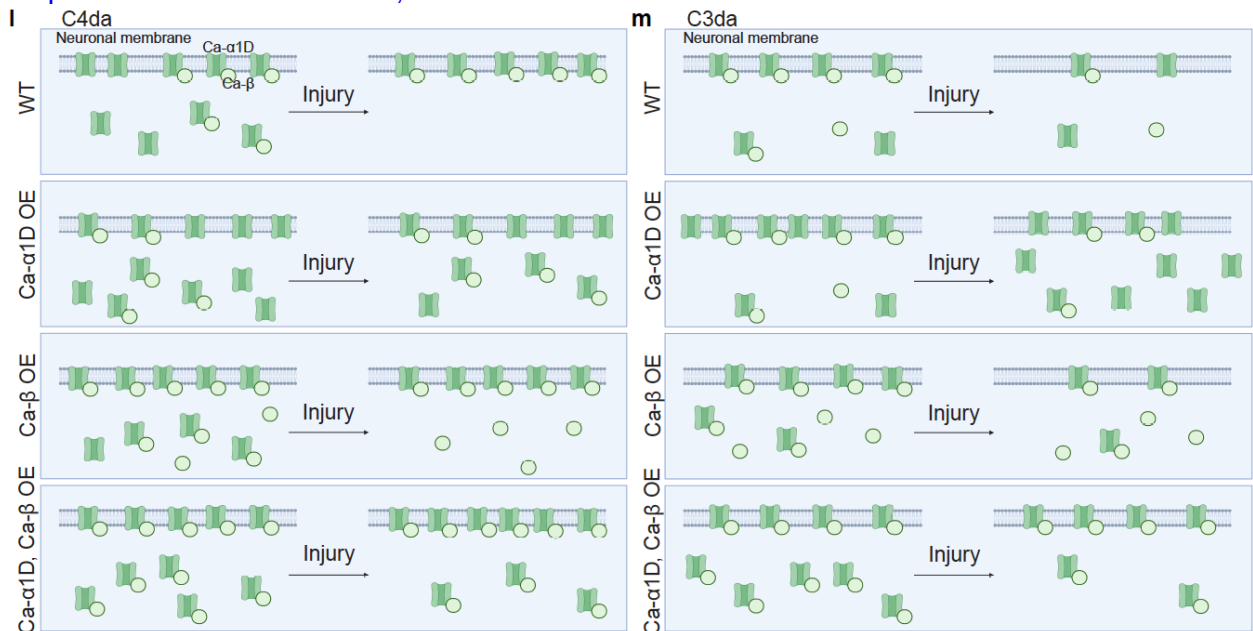 l C4da
Neuronal membrane
Ca-α1D
Ca-β
WT
Injury
Ca-α1D OE
Injury
Ca-β OE
Injury
Ca-α1D, Ca-β OE
Injury
m C3da
Neuronal membrane
WT
Injury
Ca-α1D OE
Injury
Ca-β OE
Injury
Ca-α1D, Ca-β OE
Injury